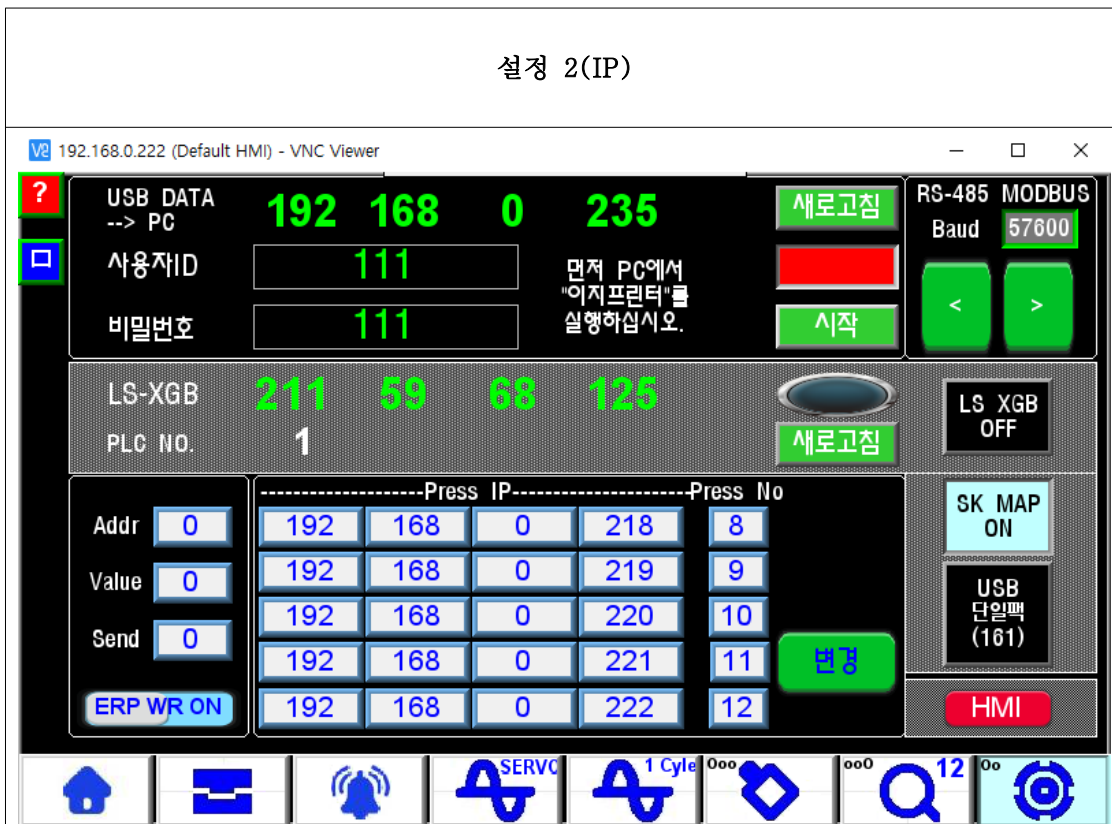 설정 2(IP)
192.168.0.222 (Default HMI) - VNC Viewer
?
USB DATA
--> PC
192 168 0 235
새로고침
RS-485 MODBUS
Baud 57600
ㅁ
사용자ID
111
먼저 PC에서
"이지프린터"를
실행하십시오.
비밀번호
111
시작
< >
LS-XGB
211 59 68 125
LS XGB
OFF
PLC NO.
1
새로고침
--------------------Press IP----------------------Press No
SK MAP
ON
Addr 0
192 168 0 218 8
Value 0
192 168 0 219 9
USB
단일팩
(161)
Send 0
192 168 0 220 10
192 168 0 221 11
변경
ERP WR ON
192 168 0 222 12
HMI
SERVO
1 Cyle
Ooo
ooO
12
Oo